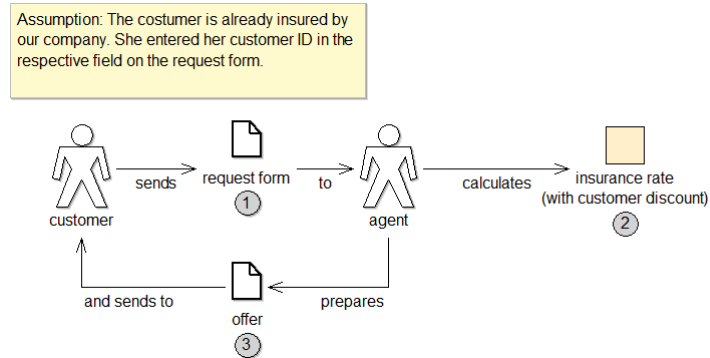 Assumption: The costumer is already insured by
our company. She entered her customer ID in the
respective field on the request form.
customer
sends
request form
1
to
agent
calculates
insurance rate
(with customer discount)
2
prepares
offer
3
and sends to